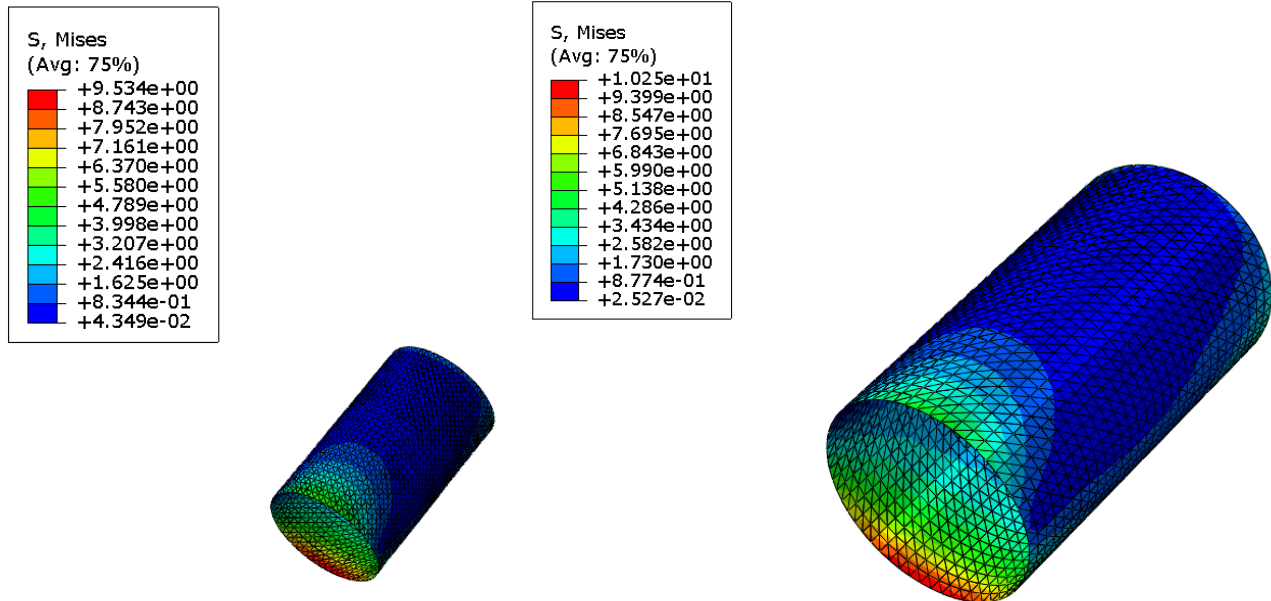 S, Mises
(Avg: 75%)
+9.534e+00
+8.743e+00
+7.952e+00
+7.161e+00
+6.370e+00
+5.580e+00
+4.789e+00
+3.998e+00
+3.207e+00
+2.416e+00
+1.625e+00
+8.344e-01
+4.349e-02
S, Mises
(Avg: 75%)
+1.025e+01
+9.399e+00
+8.547e+00
+7.695e+00
+6.843e+00
+5.990e+00
+5.138e+00
+4.286e+00
+3.434e+00
+2.582e+00
+1.730e+00
+8.774e-01
+2.527e-02